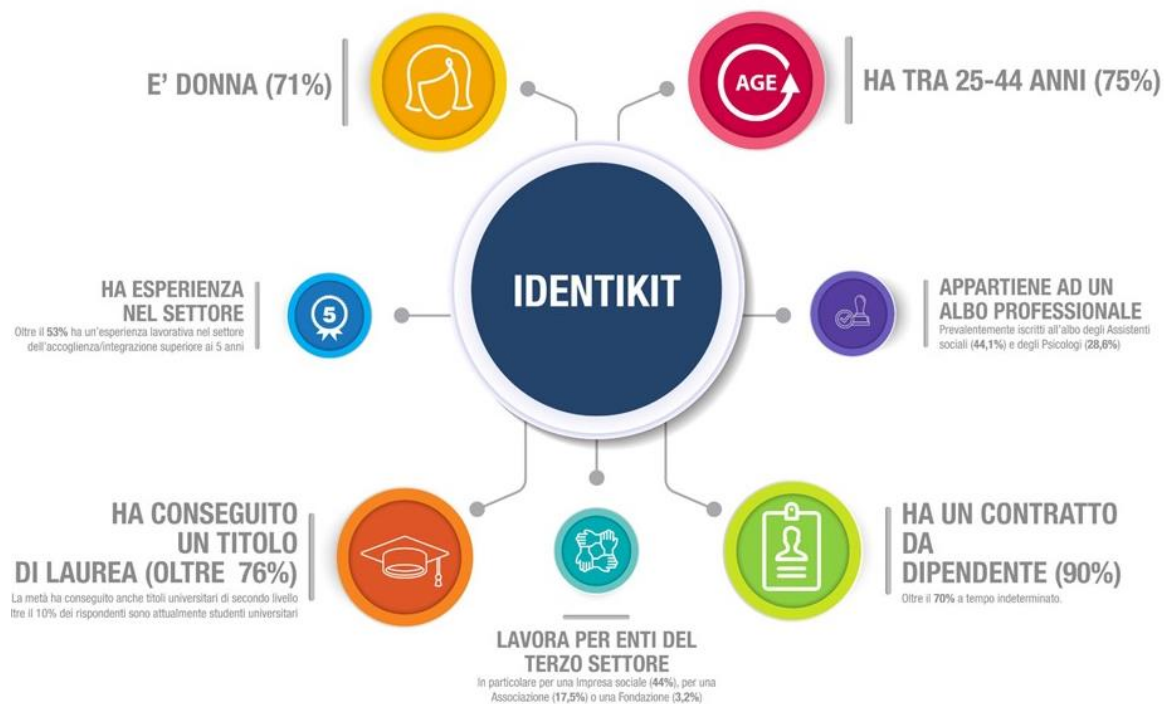 E' DONNA (71%)
AGE
HA TRA 25-44 ANNI (75%)
IDENTIKIT
HA ESPERIENZA
NEL SETTORE
Oltre il 53% ha un'esperienza lavorativa nel settore
dell'accoglienza/integrazione superiore ai 5 anni
5
APPARTIENE AD UN
ALBO PROFESSIONALE
Prevalentemente iscritti all'albo degli Assistenti
sociali (44,1%) e degli Psicologi (28,6%)
HA CONSEGUITO
UN TITOLO
DI LAUREA (OLTRE 76%)
La metà ha conseguito anche titoli universitari di secondo livello
ltre il 10% dei rispondenti sono attualmente studenti universitari
LAVORA PER ENTI DEL
TERZO SETTORE
In particolare per una Impresa sociale (44%), per una
Associazione (17,5%) o una Fondazione (3,2%)
HA UN CONTRATTO
DA
DIPENDENTE (90%)
Oltre il 70% a tempo indeterminato.